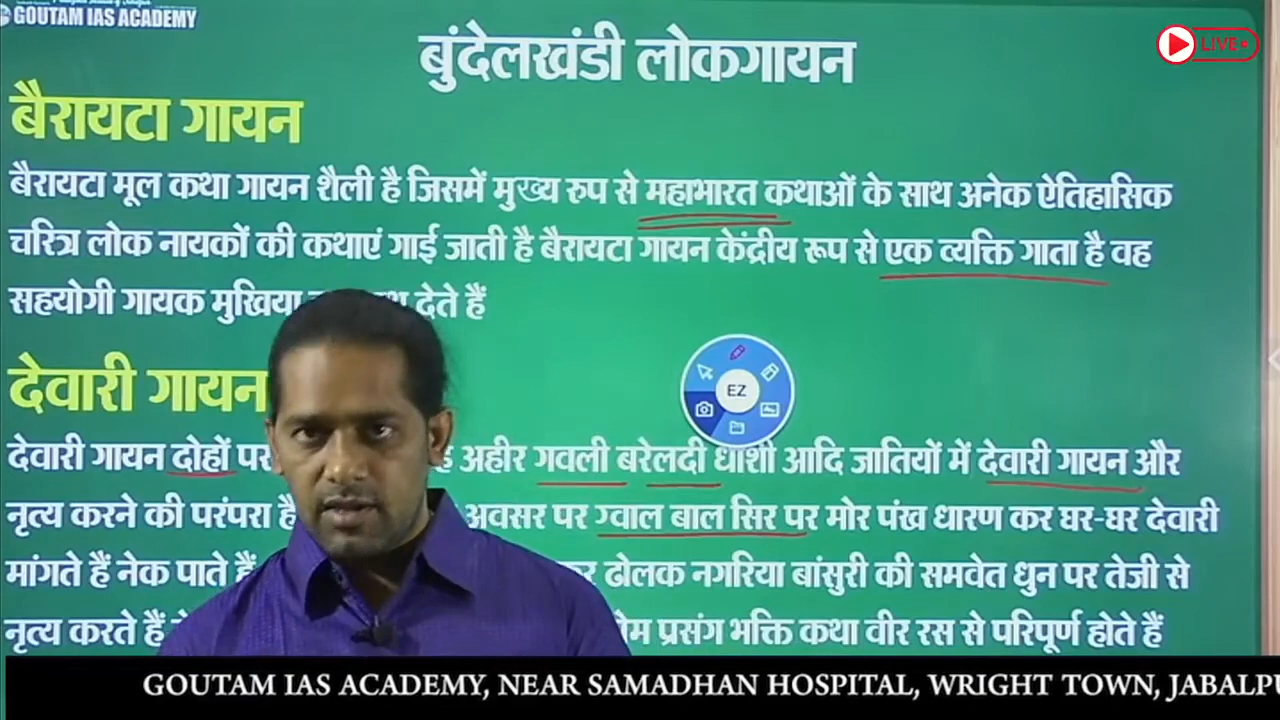 GOUTAM IAS ACADEMY
LIVE
बुंदेलखंडी लोकगायन
बैरायटा गायन
बैरायटा मूल कथा गायन शैली है जिसमें मुख्य रुप से महाभारत कथाओं के साथ अनेक ऐतिहासिक
चरित्र लोक नायकों की कथाएं गाई जाती है बैरायटा गायन केंद्रीय रूप से एक व्यक्ति गाता है वह
सहयोगी गायक मुखिया देते हैं
देवारी गायन
देवारी गायन दोहों पर अहीर गवली बरेलदी धोशी आदि जातियों में देवारी गायन और
नृत्य करने की परंपरा है अवसर पर ग्वाल बाल सिर पर मोर पंख धारण कर घर-घर देवारी
EZ
मांगते हैं नेक पाते हैं ढोलक नगरिया बांसुरी की समवेत धुन पर तेजी से
नृत्य करते हैं प्रसंग भक्ति कथा वीर रस से परिपूर्ण होते हैं
GOUTAM IAS ACADEMY, NEAR SAMADHAN HOSPITAL, WRIGHT TOWN, JABALPU